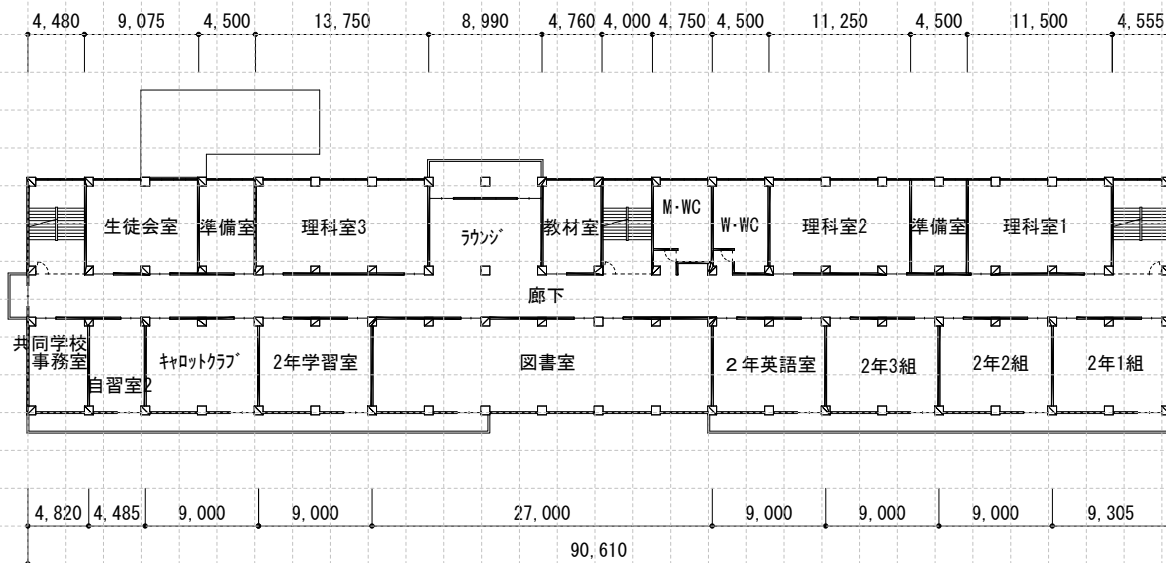 4,480 9,075 4,500 13,750 8,990 4,760 4,000 4,750 4,500 11,250 4,500 11,500 4,555
生徒会室 準備室 理科室3 ﾗｳﾝｼﾞ 教材室 M・WC W・WC 理科室2 準備室 理科室1
廊下
共同学校
事務室 自習室2 ｷｬﾛｯﾄｸﾗﾌﾞ 2年学習室 図書室 2年英語室 2年3組 2年2組 2年1組
4,820 4,485 9,000 9,000 27,000 9,000 9,000 9,000 9,305
90,610